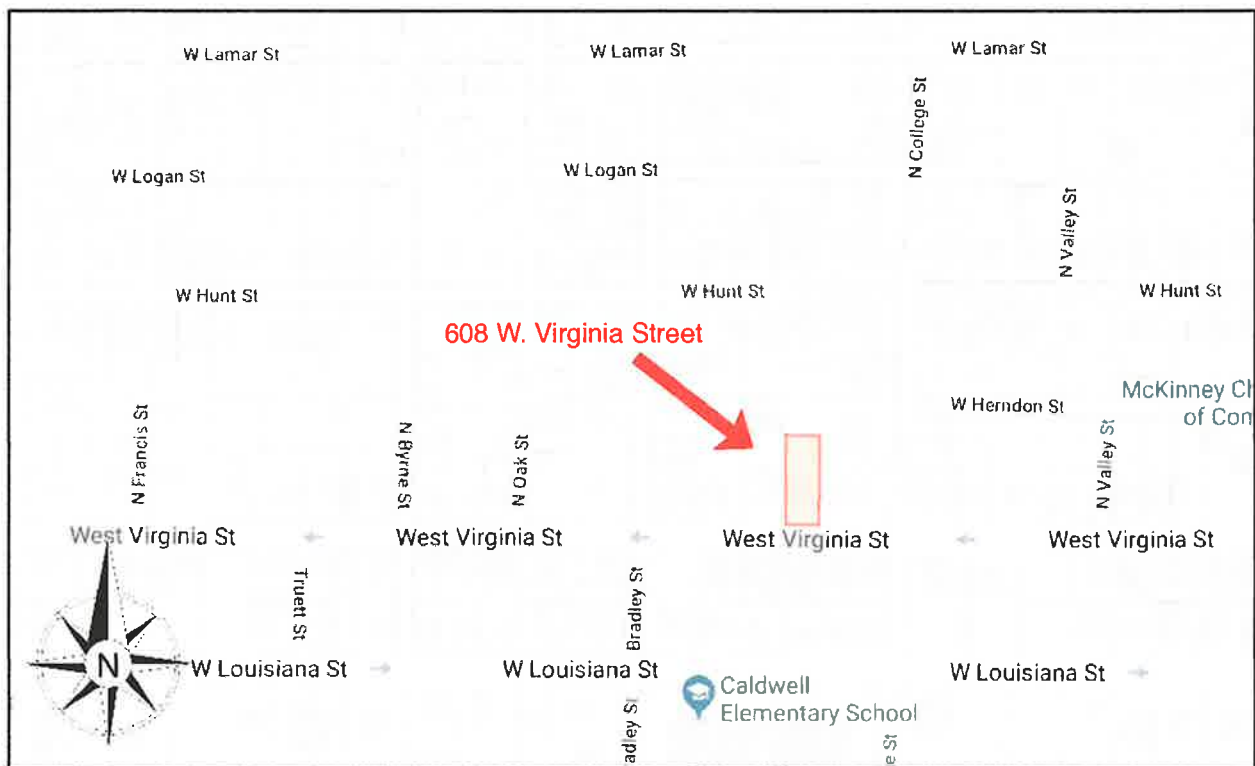 W Lamar St
W Lamar St
W Lamar St
N College St
W Logan St
W Logan St
N Valley St
W Hunt St
W Hunt St
W Hunt St
608 W. Virginia Street
W Herndon St
McKinney Ch
of Com
N Francis St
N Byrne St
N Oak St
N Valley St
West Virginia St
West Virginia St
West Virginia St
West Virginia St
Truett St
Bradley St
N
W Louisiana St
W Louisiana St
W Louisiana St
Caldwell
Elementary School
adley St
e St